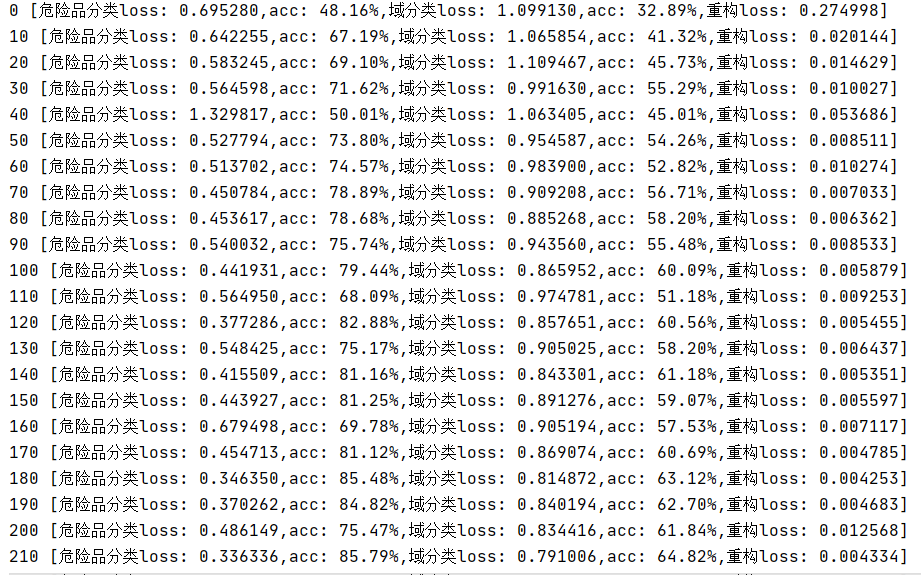 0 [危险品分类loss: 0.695280,acc: 48.16%,域分类loss: 1.099130,acc: 32.89%,重构loss: 0.274998]
10 [危险品分类loss: 0.642255,acc: 67.19%,域分类loss: 1.065854,acc: 41.32%,重构loss: 0.020144]
20 [危险品分类loss: 0.583245,acc: 69.10%,域分类loss: 1.109467,acc: 45.73%,重构loss: 0.014629]
30 [危险品分类loss: 0.564598,acc: 71.62%,域分类loss: 0.991630,acc: 55.29%,重构loss: 0.010027]
40 [危险品分类loss: 1.329817,acc: 50.01%,域分类loss: 1.063405,acc: 45.01%,重构loss: 0.053686]
50 [危险品分类loss: 0.527794,acc: 73.80%,域分类loss: 0.954587,acc: 54.26%,重构loss: 0.008511]
60 [危险品分类loss: 0.513702,acc: 74.57%,域分类loss: 0.983900,acc: 52.82%,重构loss: 0.010274]
70 [危险品分类loss: 0.450784,acc: 78.89%,域分类loss: 0.909208,acc: 56.71%,重构loss: 0.007033]
80 [危险品分类loss: 0.453617,acc: 78.68%,域分类loss: 0.885268,acc: 58.20%,重构loss: 0.006362]
90 [危险品分类loss: 0.540032,acc: 75.74%,域分类loss: 0.943560,acc: 55.48%,重构loss: 0.008533]
100 [危险品分类loss: 0.441931,acc: 79.44%,域分类loss: 0.865952,acc: 60.09%,重构loss: 0.005879]
110 [危险品分类loss: 0.564950,acc: 68.09%,域分类loss: 0.974781,acc: 51.18%,重构loss: 0.009253]
120 [危险品分类loss: 0.377286,acc: 82.88%,域分类loss: 0.857651,acc: 60.56%,重构loss: 0.005455]
130 [危险品分类loss: 0.548425,acc: 75.17%,域分类loss: 0.905025,acc: 58.20%,重构loss: 0.006437]
140 [危险品分类loss: 0.415509,acc: 81.16%,域分类loss: 0.843301,acc: 61.18%,重构loss: 0.005351]
150 [危险品分类loss: 0.443927,acc: 81.25%,域分类loss: 0.891276,acc: 59.07%,重构loss: 0.005597]
160 [危险品分类loss: 0.679498,acc: 69.78%,域分类loss: 0.905194,acc: 57.53%,重构loss: 0.007117]
170 [危险品分类loss: 0.454713,acc: 81.12%,域分类loss: 0.869074,acc: 60.69%,重构loss: 0.004785]
180 [危险品分类loss: 0.346350,acc: 85.48%,域分类loss: 0.814872,acc: 63.12%,重构loss: 0.004253]
190 [危险品分类loss: 0.370262,acc: 84.82%,域分类loss: 0.840194,acc: 62.70%,重构loss: 0.004683]
200 [危险品分类loss: 0.486149,acc: 75.47%,域分类loss: 0.834416,acc: 61.84%,重构loss: 0.012568]
210 [危险品分类loss: 0.336336,acc: 85.79%,域分类loss: 0.791006,acc: 64.82%,重构loss: 0.004334]